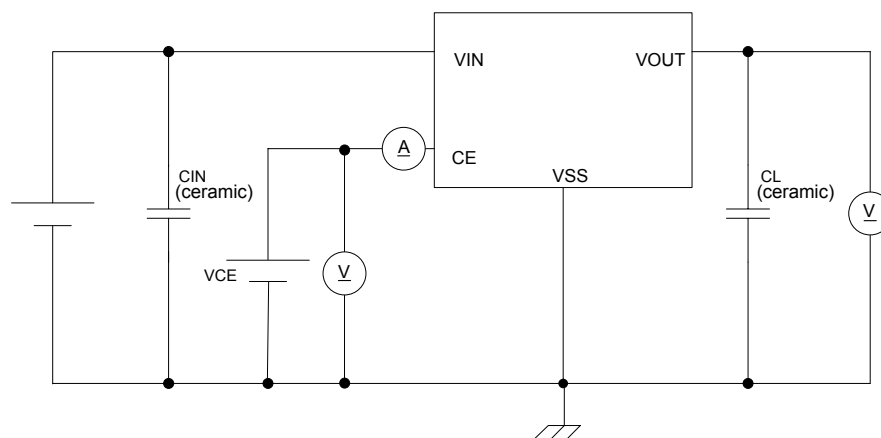 VIN
VOUT
A
CE
VSS
CIN
(ceramic)
CL
(ceramic)
V
VCE
V